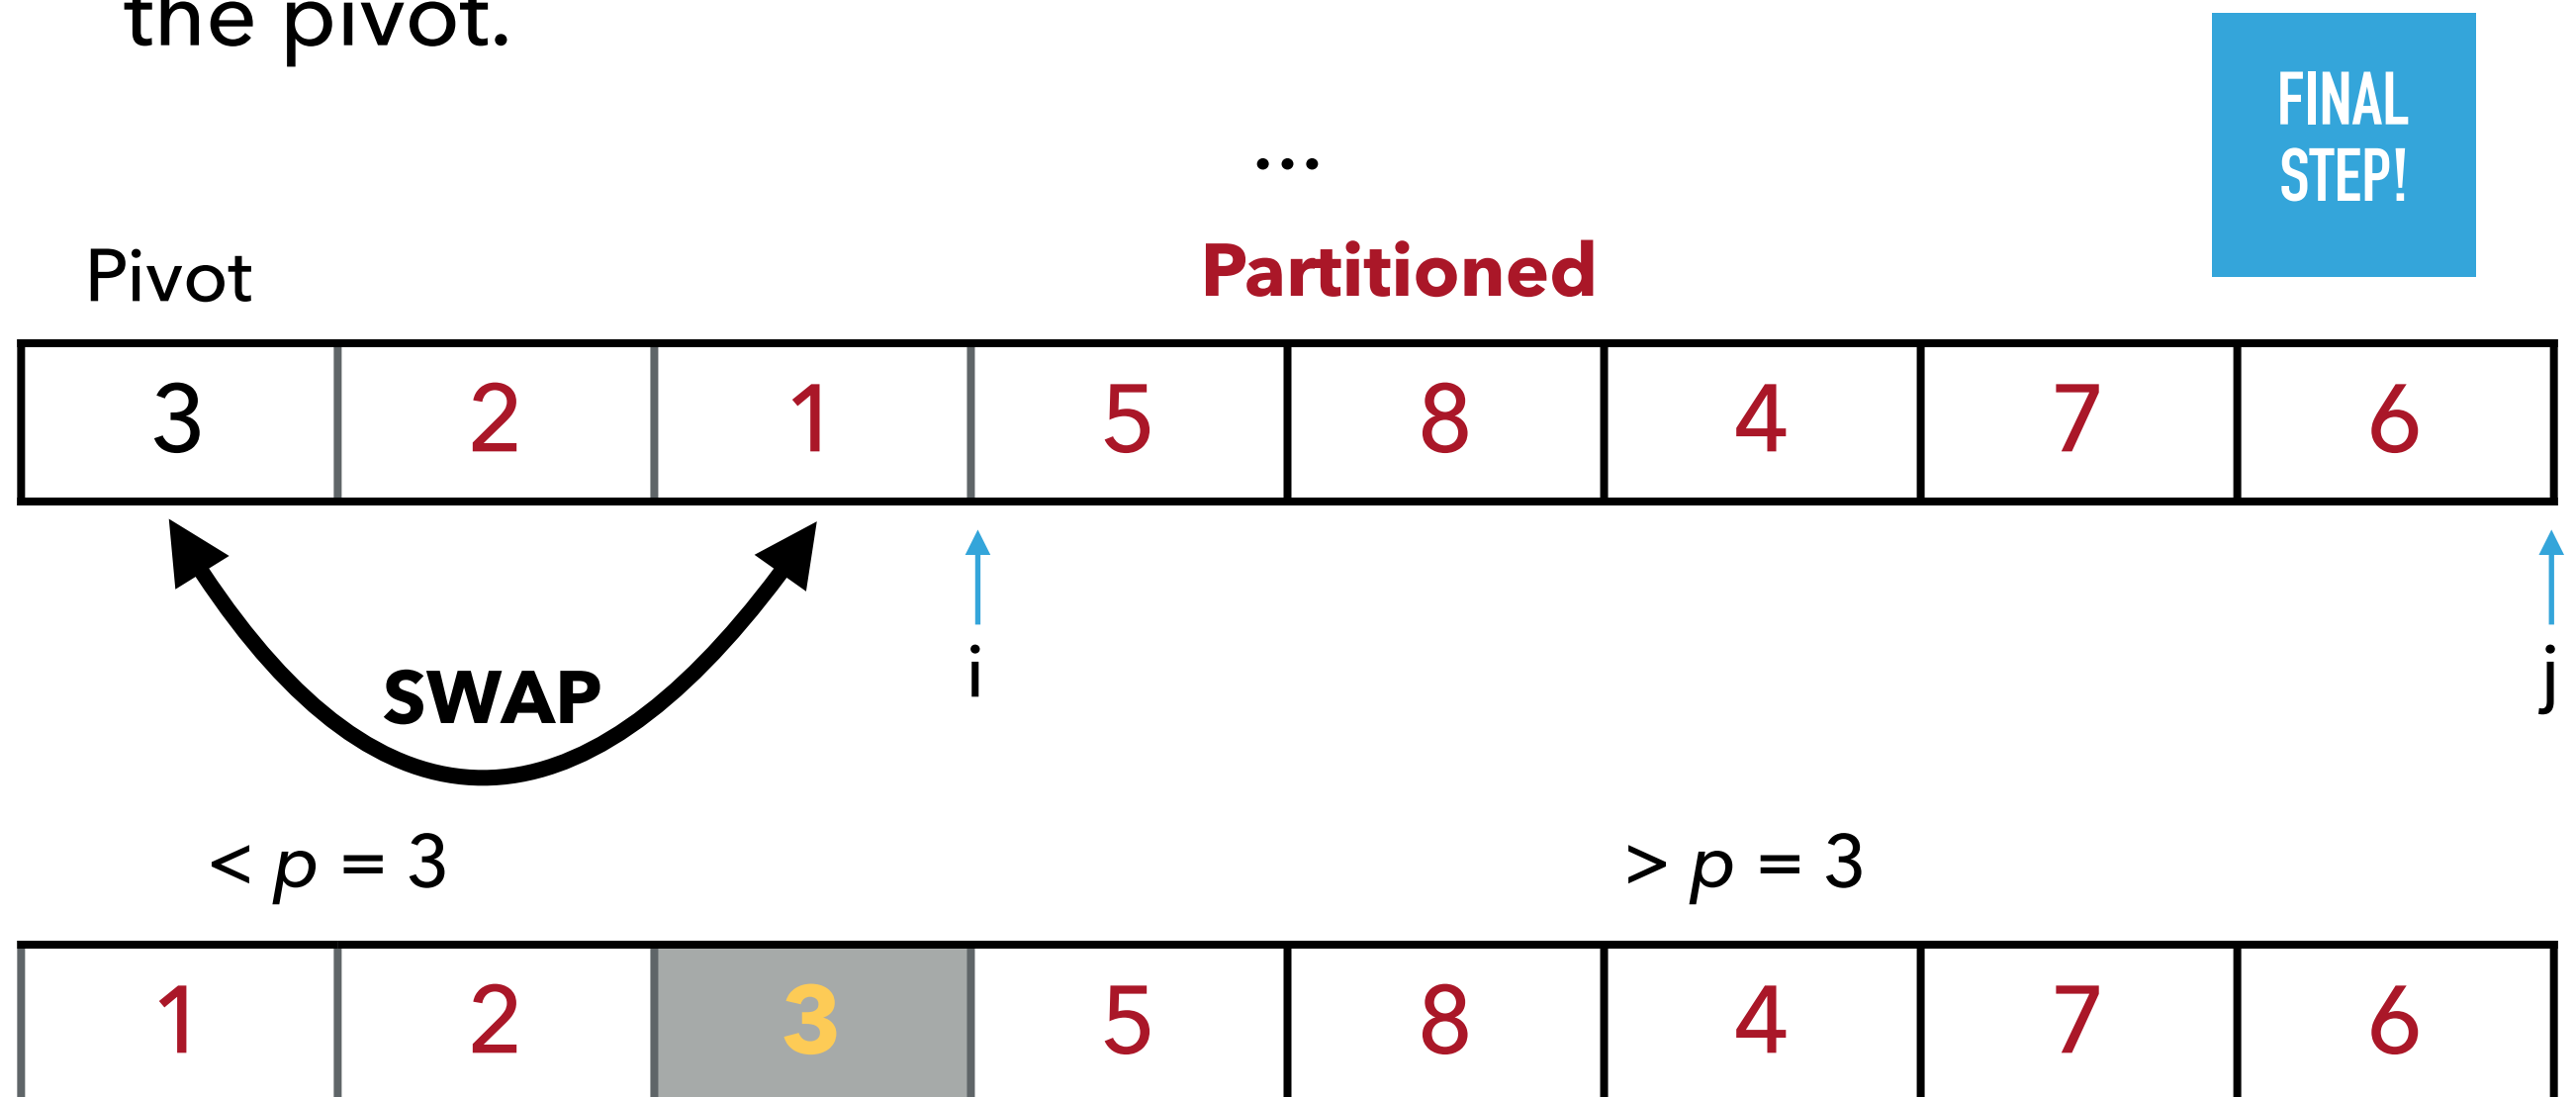 the pivot.
FINAL
STEP!
...
Pivot
Partitioned
3 2 1 5 8 4 7 6
i
j
SWAP
< p = 3
> p = 3
1 2 3 5 8 4 7 6